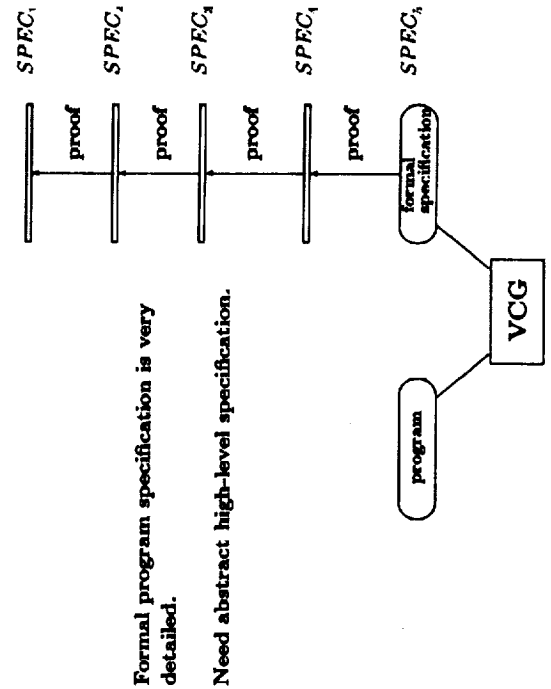 SPEC₁
proof
SPEC₂
Formal program specification is very
detailed.
proof
SPEC₃
Need abstract high-level specification.
proof
SPEC₄
proof
SPEC₅
program
formal
specification
VCG